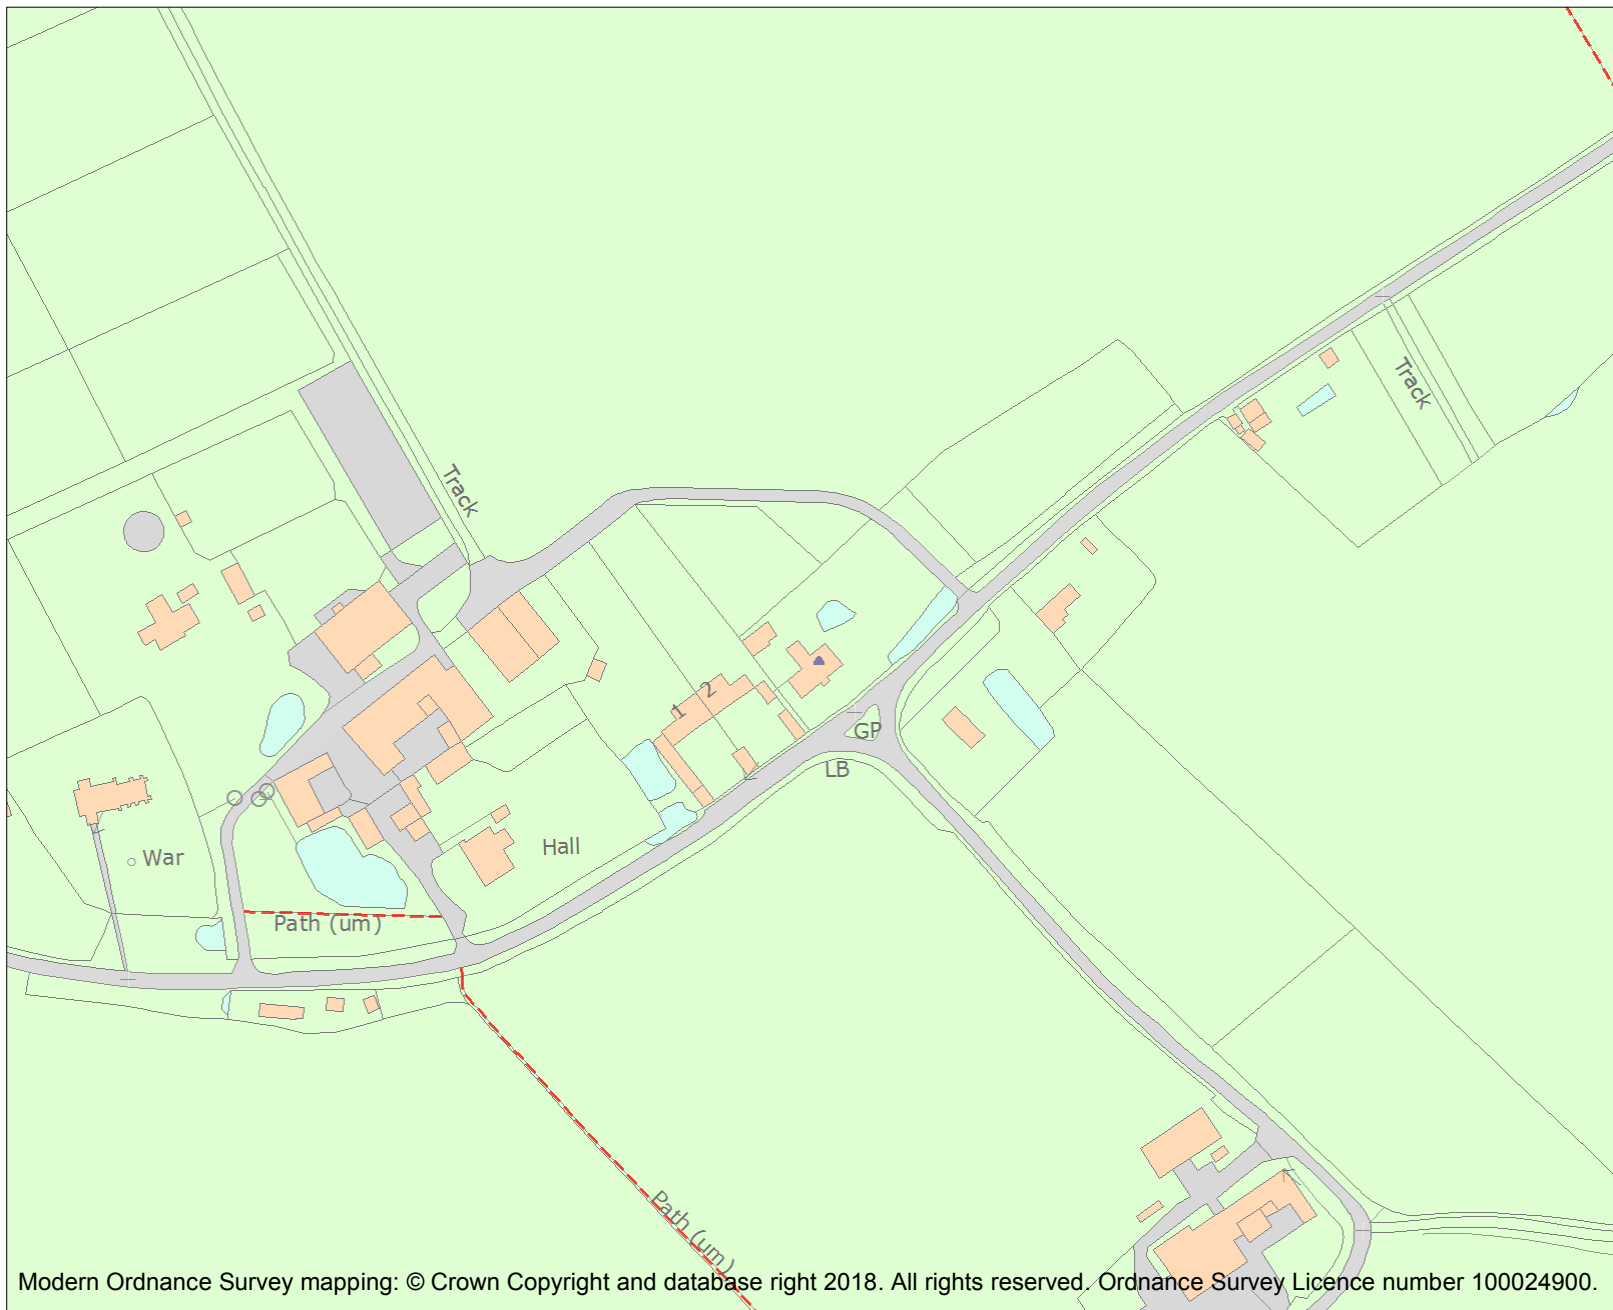 Track
Track
2
1
GP
LB
Hall
War
Path (um)
Path (um)
Modern Ordnance Survey mapping: © Crown Copyright and database right 2018. All rights reserved. Ordnance Survey Licence number 100024900.